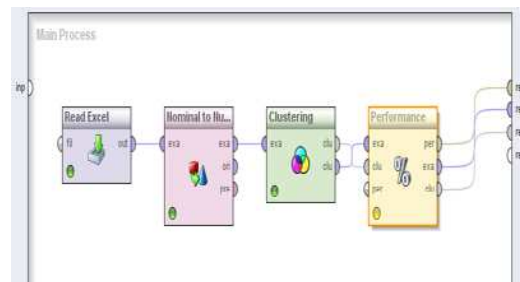 Main Process
inp
Read Excel
fil
out
Nominal to Nu...
exa
exa
ori
pre
Clustering
exa
clu
clu
Performance
exa
per
clu
exa
per
clu